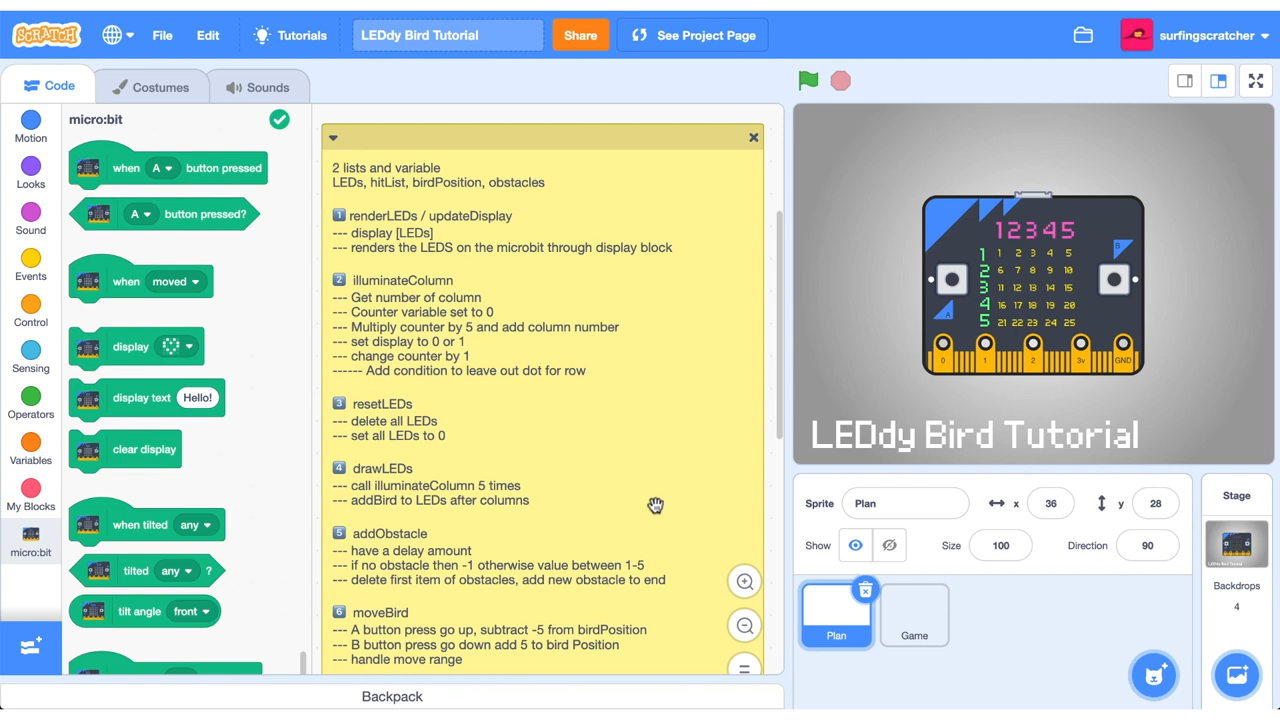 SCRATCH
File
Edit
Tutorials
LEDdy Bird Tutorial
Share
See Project Page
surfingscratcher
Code
Costumes
Sounds
Motion
Looks
Sound
Events
Control
Sensing
Operators
Variables
My Blocks
micro:bit
micro:bit
when A button pressed
A button pressed?
when moved
display
display text Hello!
clear display
when tilted any
tilted any ?
tilt angle front
2 lists and variable
LEDs, hitList, birdPosition, obstacles
1 renderLEDs / updateDisplay
--- display [LEDs]
--- renders the LEDS on the microbit through display block
2 illuminateColumn
--- Get number of column
--- Counter variable set to 0
--- Multiply counter by 5 and add column number
--- set display to 0 or 1
--- change counter by 1
------ Add condition to leave out dot for row
3 resetLEDs
--- delete all LEDs
--- set all LEDs to 0
4 drawLEDs
--- call illuminateColumn 5 times
--- addBird to LEDs after columns
5 addObstacle
--- have a delay amount
--- if no obstacle then -1 otherwise value between 1-5
--- delete first item of obstacles, add new obstacle to end
6 moveBird
--- A button press go up, subtract -5 from birdPosition
--- B button press go down add 5 to bird Position
--- handle move range
Backpack
1 2 3 4 5
1 1 2 3 4 5
2 6 7 8 9 10
3 11 12 13 14 15
4 16 17 18 19 20
5 21 22 23 24 25
A
B
0 1 2 3v GND
LEDdy Bird Tutorial
Sprite Plan x 36 y 28
Show Size 100 Direction 90
Plan
Game
Stage
Backdrops
4